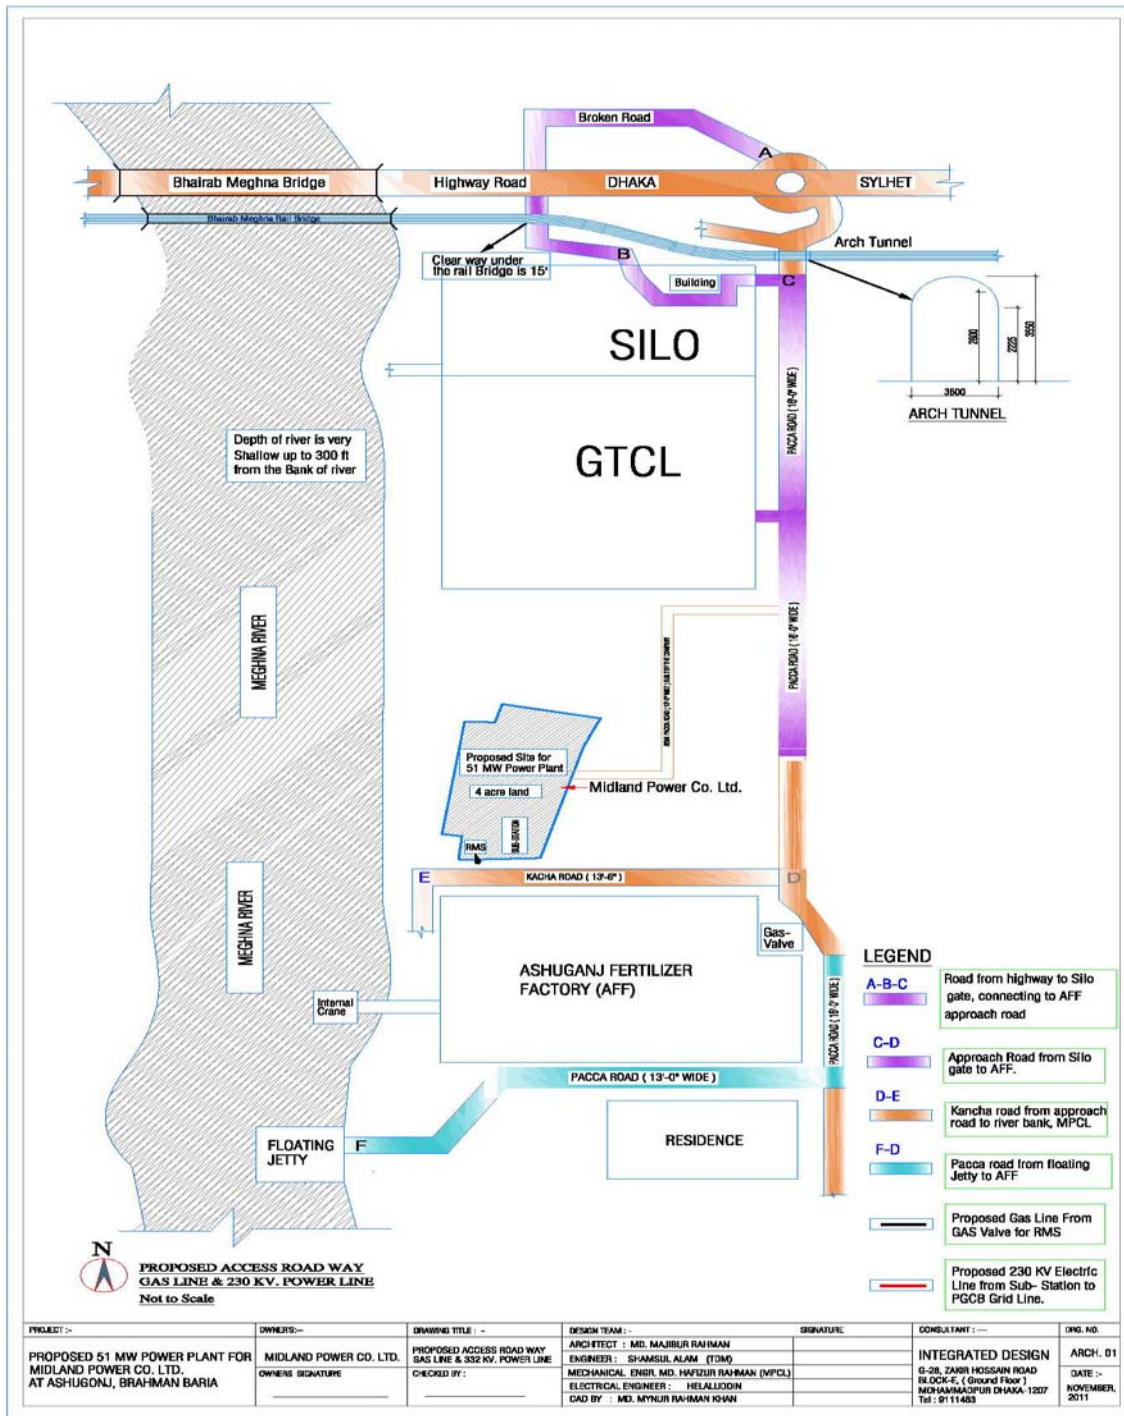 Broken Road
A
Bhairab Meghna Bridge
Highway Road
DHAKA
SYLHET
Bhairab Meghna Rail Bridge
Arch Tunnel
Clear way under
the rail Bridge is 15'
B
Building
C
SILO
2600
2225
3550
3600
ARCH TUNNEL
PACCA ROAD ( 16'-0" WIDE )
Depth of river is very
Shallow up to 300 ft
from the Bank of river
GTCL
MEGHNA RIVER
PACCA ROAD ( 16'-0" WIDE )
Proposed Site for
51 MW Power Plant
4 acre land
Midland Power Co. Ltd.
RMS
SUB-STATION
E
KACHA ROAD ( 13'-6" )
D
MEGHNA RIVER
Gas-
Valve
ASHUGANJ FERTILIZER
FACTORY (AFF)
Internal
Crane
PACCA ROAD ( 16'-0" WIDE )
PACCA ROAD ( 13'-0" WIDE )
FLOATING
JETTY
F
RESIDENCE
LEGEND
A-B-C
Road from highway to Silo
gate, connecting to AFF
approach road
C-D
Approach Road from Silo
gate to AFF.
D-E
Kancha road from approach
road to river bank, MPCL
F-D
Pacca road from floating
Jetty to AFF
Proposed Gas Line From
GAS Valve for RMS
Proposed 230 KV Electric
Line from Sub- Station to
PGCB Grid Line.
N
PROPOSED ACCESS ROAD WAY
GAS LINE & 230 KV. POWER LINE
Not to Scale
PROJECT :-
PROPOSED 51 MW POWER PLANT FOR
MIDLAND POWER CO. LTD.
AT ASHUGONJ, BRAHMAN BARIA
OWNERS:--
MIDLAND POWER CO. LTD.
OWNERS SIGNATURE
DRAWING TITLE : -
PROPOSED ACCESS ROAD WAY
GAS LINE & 332 KV. POWER LINE
CHECKED BY :
DESIGN TEAM : -
SIGNATURE
ARCHITECT : MD. MAJIBUR RAHMAN
ENGINEER : SHAMSUL ALAM (TDM)
MECHANICAL ENGR. MD. HAFIZUR RAHMAN (MPCL)
ELECTRICAL ENGINEER : HELALUDDIN
CAD BY : MD. MYNUR RAHMAN KHAN
CONSULTANT : ---
INTEGRATED DESIGN
G-28, ZAKIR HOSSAIN ROAD
BLOCK-E, ( Ground Floor )
MOHAMMADPUR DHAKA-1207
Tel : 9111483
DRG. NO.
ARCH. 01
DATE :-
NOVEMBER,
2011